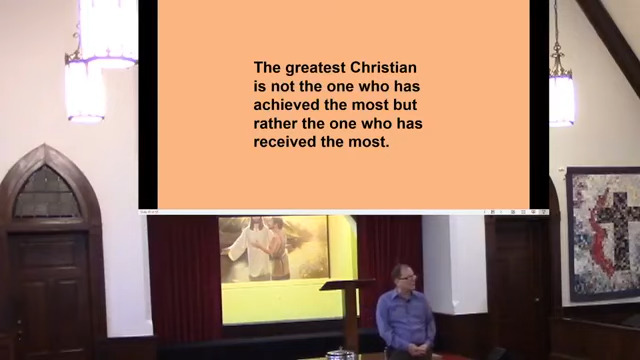 The greatest Christian
is not the one who has
achieved the most but
rather the one who has
received the most.